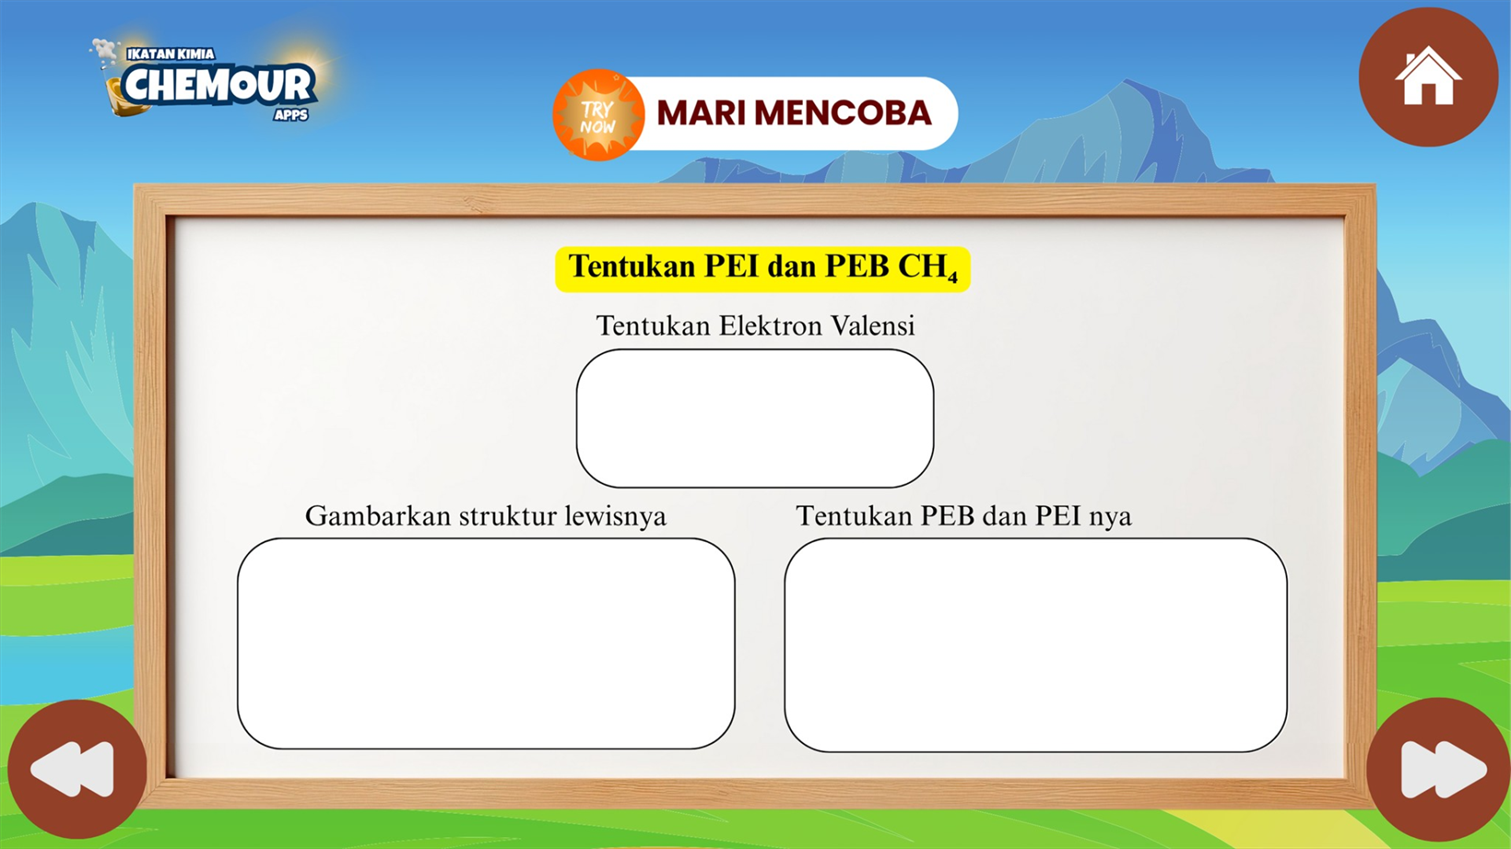 IKATAN KIMIA
CHEMOUR
APPS
TRY
NOW
MARI MENCOBA
Tentukan PEI dan PEB CH₄
Tentukan Elektron Valensi
Gambarkan struktur lewisnya
Tentukan PEB dan PEI nya